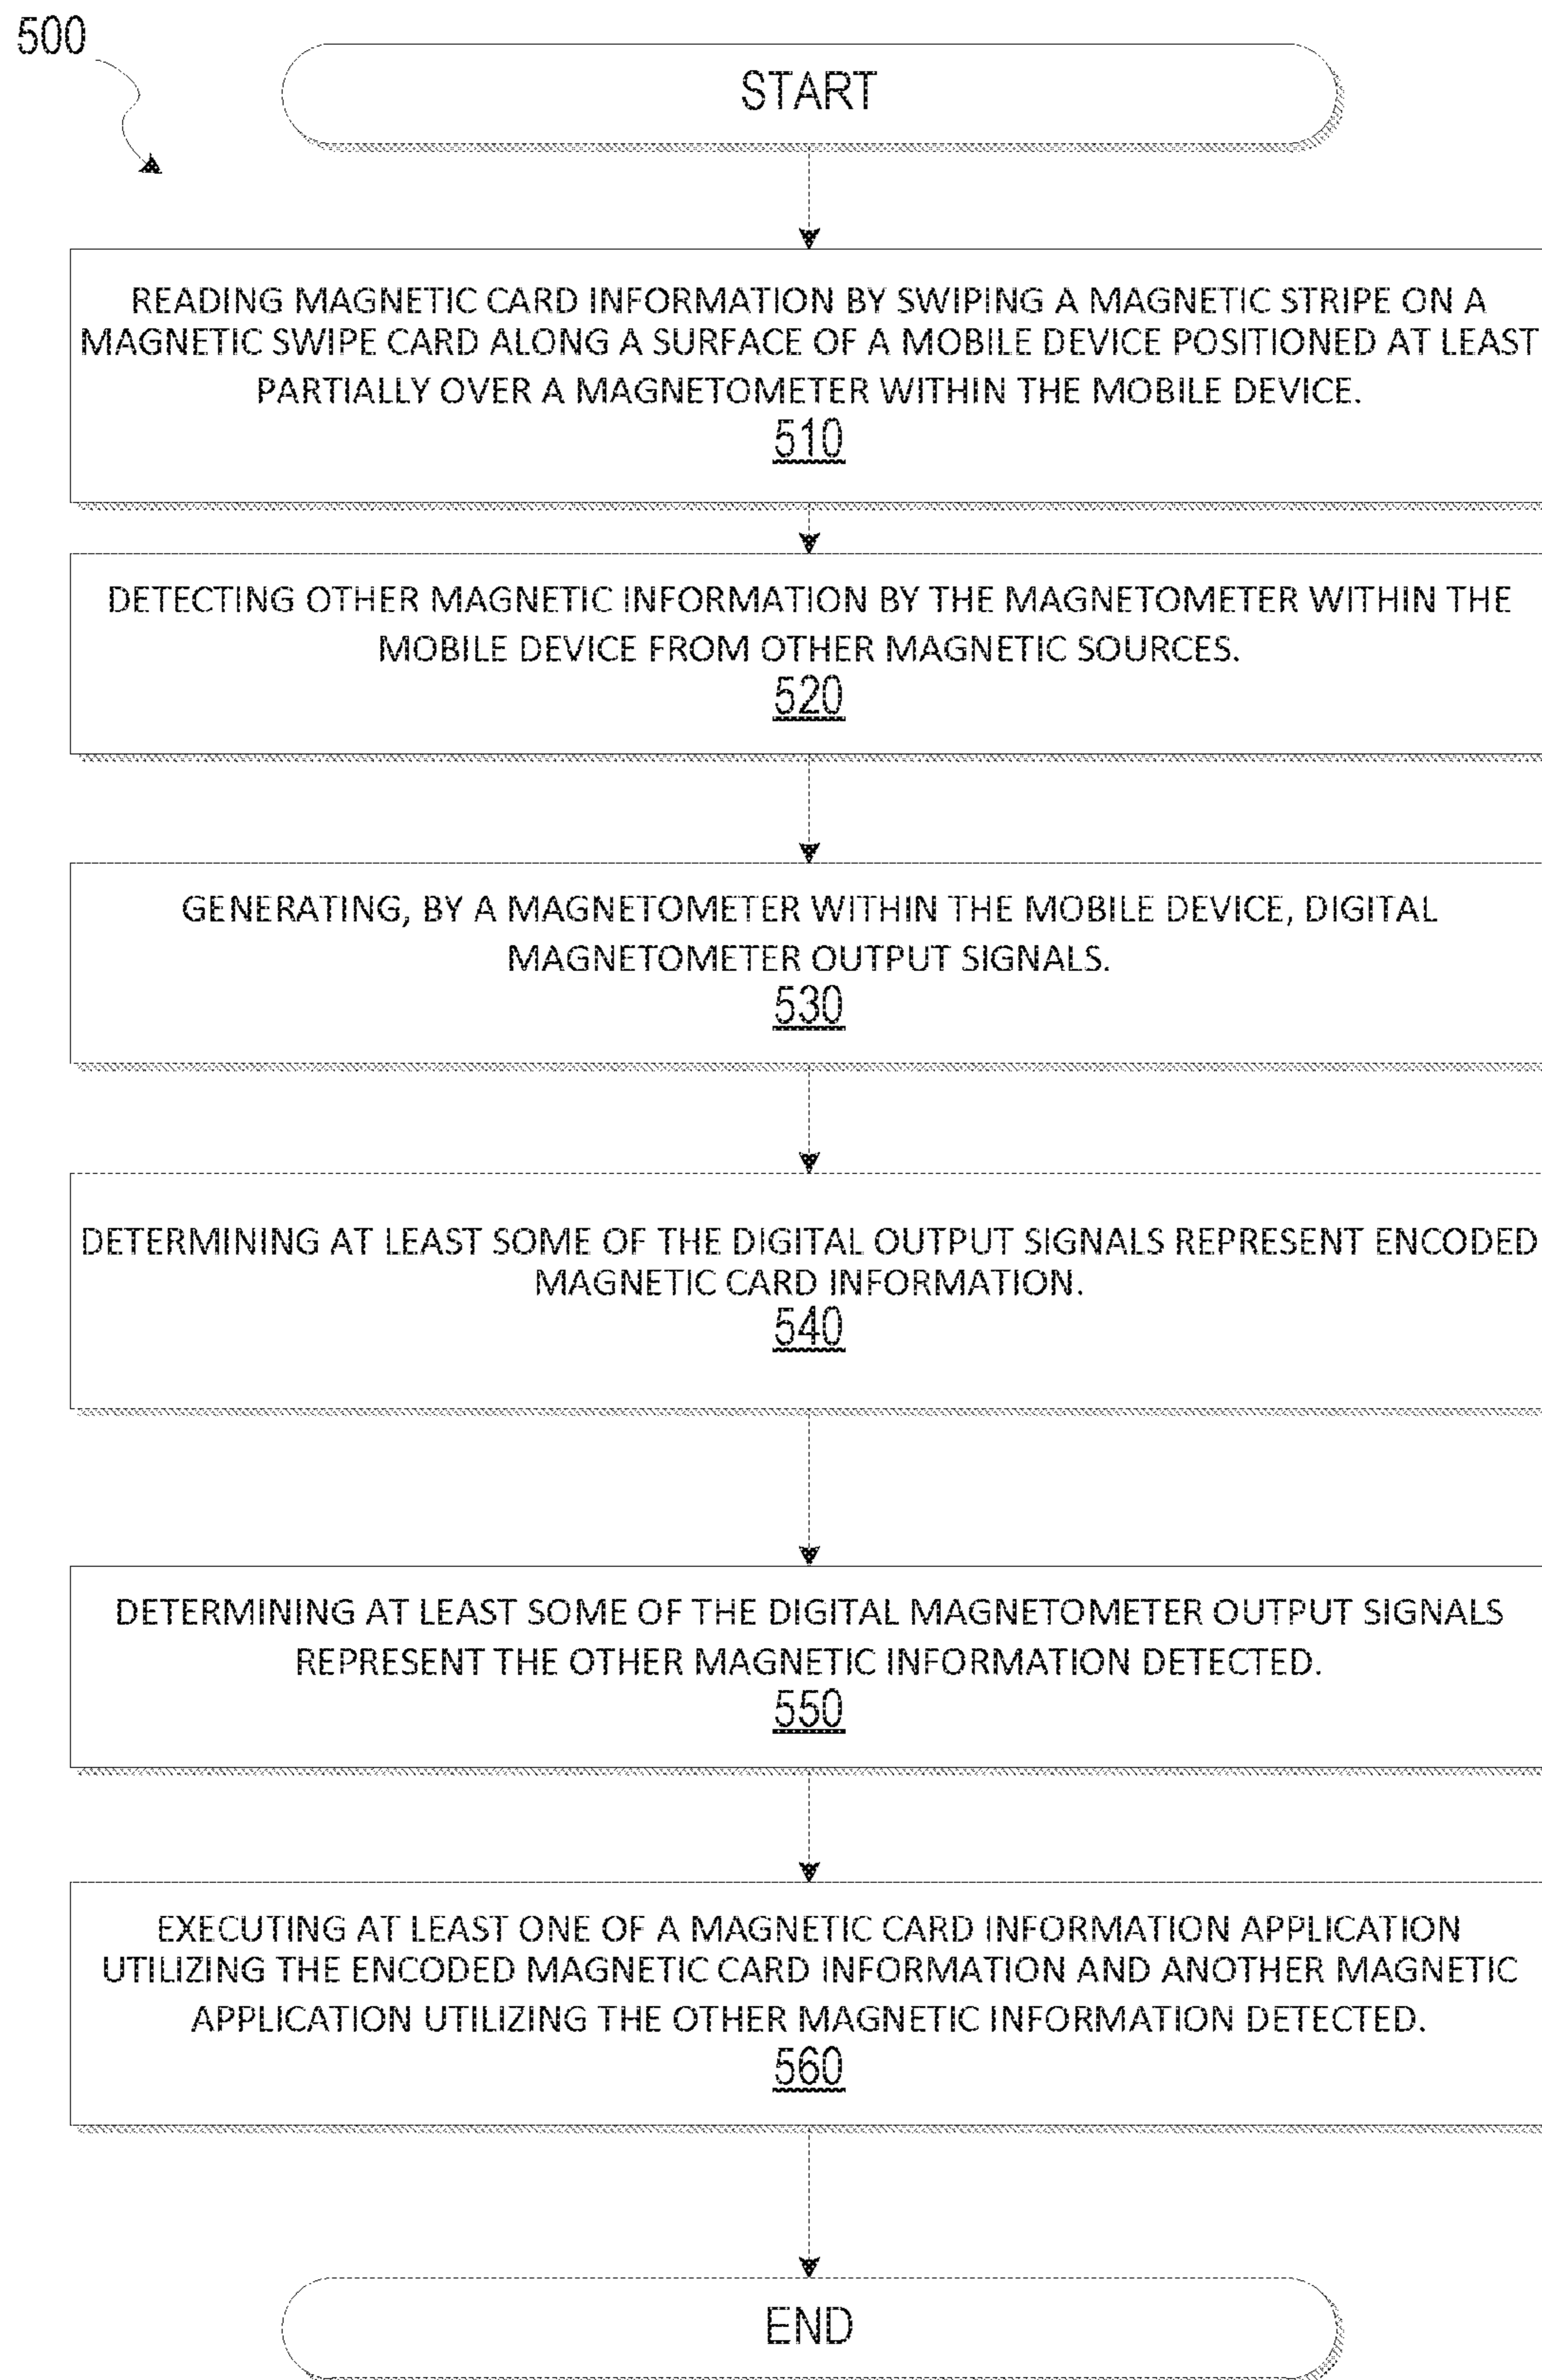 500
START
READING MAGNETIC CARD INFORMATION BY SWIPING A MAGNETIC STRIPE ON A
MAGNETIC SWIPE CARD ALONG A SURFACE OF A MOBILE DEVICE POSITIONED AT LEAST
PARTIALLY OVER A MAGNETOMETER WITHIN THE MOBILE DEVICE.
510
DETECTING OTHER MAGNETIC INFORMATION BY THE MAGNETOMETER WITHIN THE
MOBILE DEVICE FROM OTHER MAGNETIC SOURCES.
520
GENERATING, BY A MAGNETOMETER WITHIN THE MOBILE DEVICE, DIGITAL
MAGNETOMETER OUTPUT SIGNALS.
530
DETERMINING AT LEAST SOME OF THE DIGITAL OUTPUT SIGNALS REPRESENT ENCODED
MAGNETIC CARD INFORMATION.
540
DETERMINING AT LEAST SOME OF THE DIGITAL MAGNETOMETER OUTPUT SIGNALS
REPRESENT THE OTHER MAGNETIC INFORMATION DETECTED.
550
EXECUTING AT LEAST ONE OF A MAGNETIC CARD INFORMATION APPLICATION
UTILIZING THE ENCODED MAGNETIC CARD INFORMATION AND ANOTHER MAGNETIC
APPLICATION UTILIZING THE OTHER MAGNETIC INFORMATION DETECTED.
560
END